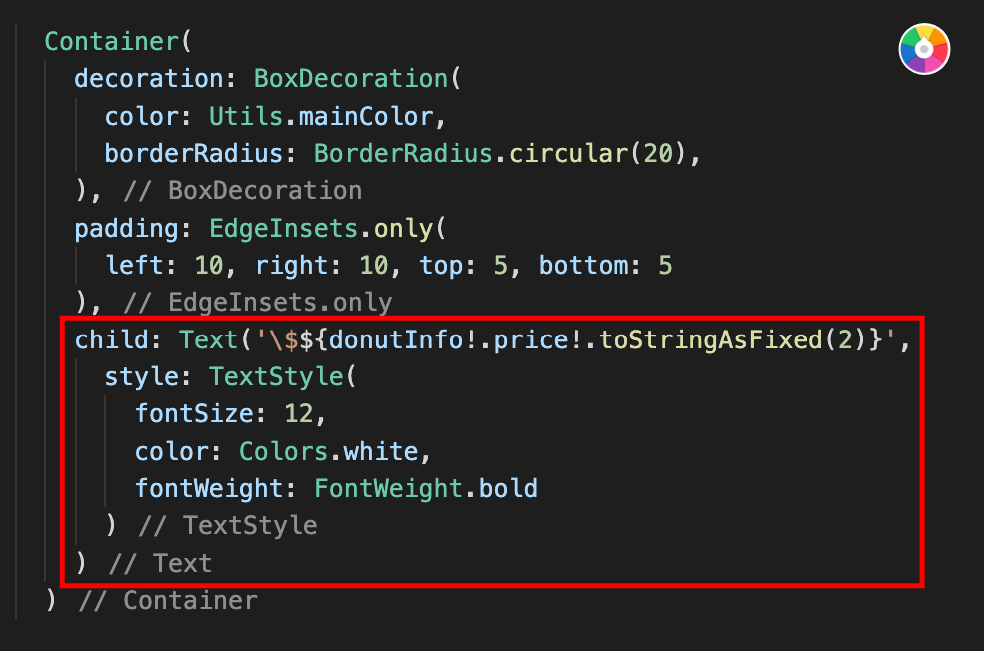 Container(
decoration: BoxDecoration(
color: Utils.mainColor,
borderRadius: BorderRadius.circular(20),
), // BoxDecoration
padding: EdgeInsets.only(
left: 10, right: 10, top: 5, bottom: 5
), // EdgeInsets.only
child: Text('\$${donutInfo!.price!.toStringAsFixed(2)}',
style: TextStyle(
fontSize: 12,
color: Colors.white,
fontWeight: FontWeight.bold
) // TextStyle
) // Text
) // Container